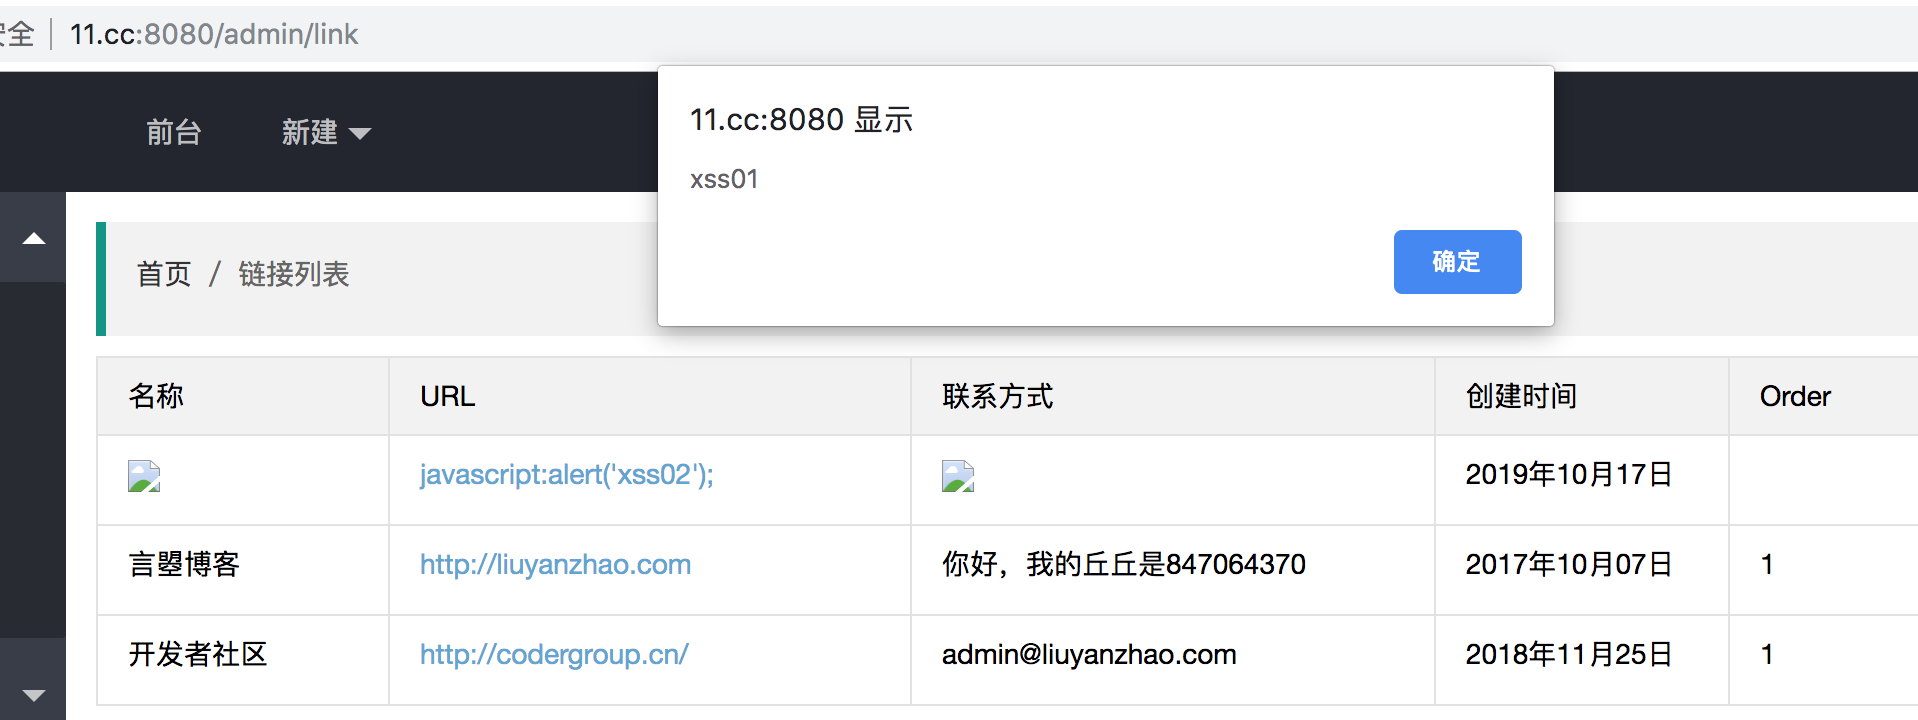 安全 11.cc:8080/admin/link
前台 新建
11.cc:8080 显示
xss01
确定
首页 / 链接列表
名称 URL 联系方式 创建时间 Order
javascript:alert('xss02'); 2019年10月17日
言曌博客 http://liuyanzhao.com 你好，我的丘丘是847064370 2017年10月07日 1
开发者社区 http://codergroup.cn/ admin@liuyanzhao.com 2018年11月25日 1